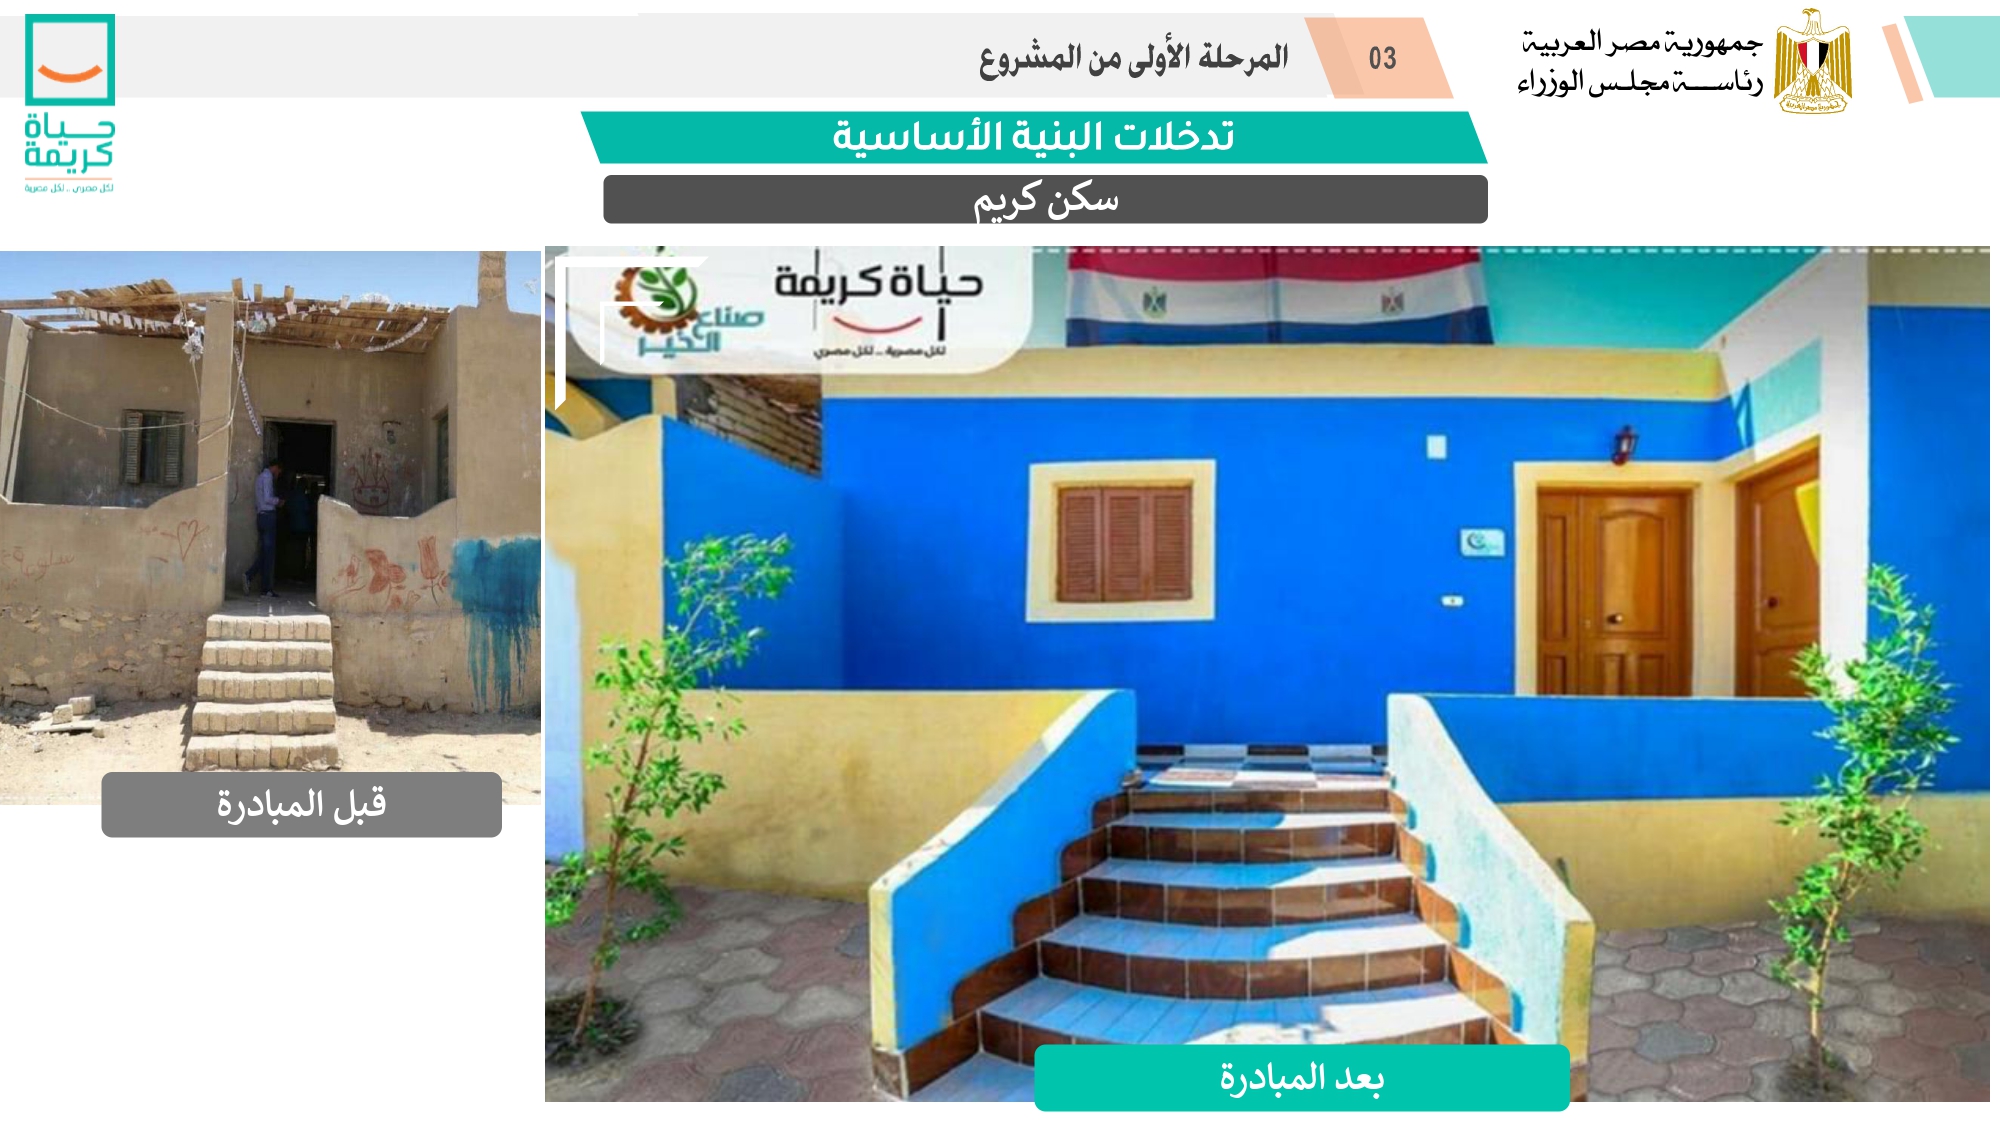 جمهورية مصر العربية
رئاسة مجلس الوزراء
03
المرحلة الأولى من المشروع
حياة
كريمة
لكل مصري .. لكل مصرية
تدخلات البنية الأساسية
سكن كريم
حياة كريمة
لكل مصرية ... لكل مصري
صناع
الخير
قبل المبادرة
بعد المبادرة